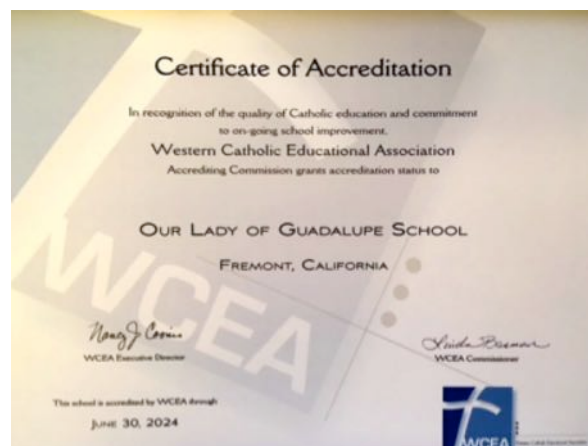 Certificate of Accreditation
In recognition of the quality of Catholic education and commitment
to on-going school improvement,
Western Catholic Educational Association
Accrediting Commission grants accreditation status to
OUR LADY OF GUADALUPE SCHOOL
FREMONT, CALIFORNIA
WCEA
Nancy J.
WCEA Executive Director
Linda
WCEA Commissioner
This school is accredited by WCEA through
JUNE 30, 2024
WCEA